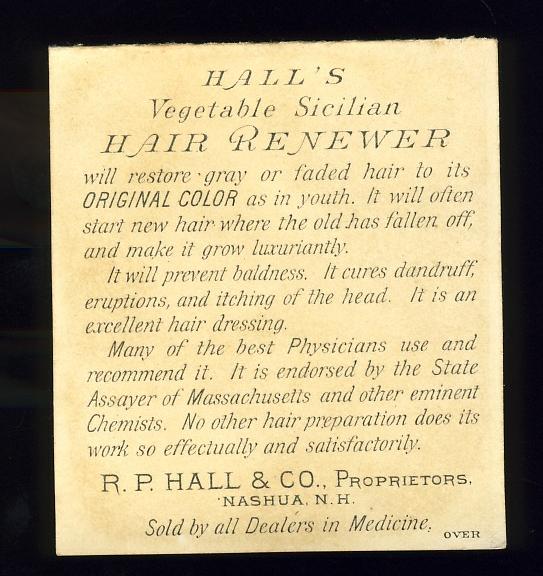 HALL'S
Vegetable Sicilian
HAIR RENEWER
will restore gray or faded hair to its
ORIGINAL COLOR as in youth. It will often
start new hair where the old has fallen off,
and make it grow luxuriantly.
It will prevent baldness. It cures dandruff,
eruptions, and itching of the head. It is an
excellent hair dressing.
Many of the best Physicians use and
recommend it. It is endorsed by the State
Assayer of Massachusetts and other eminent
Chemists. No other hair preparation does its
work so effectually and satisfactorily.
R. P. HALL & CO., PROPRIETORS,
NASHUA, N. H.
Sold by all Dealers in Medicine.
OVER